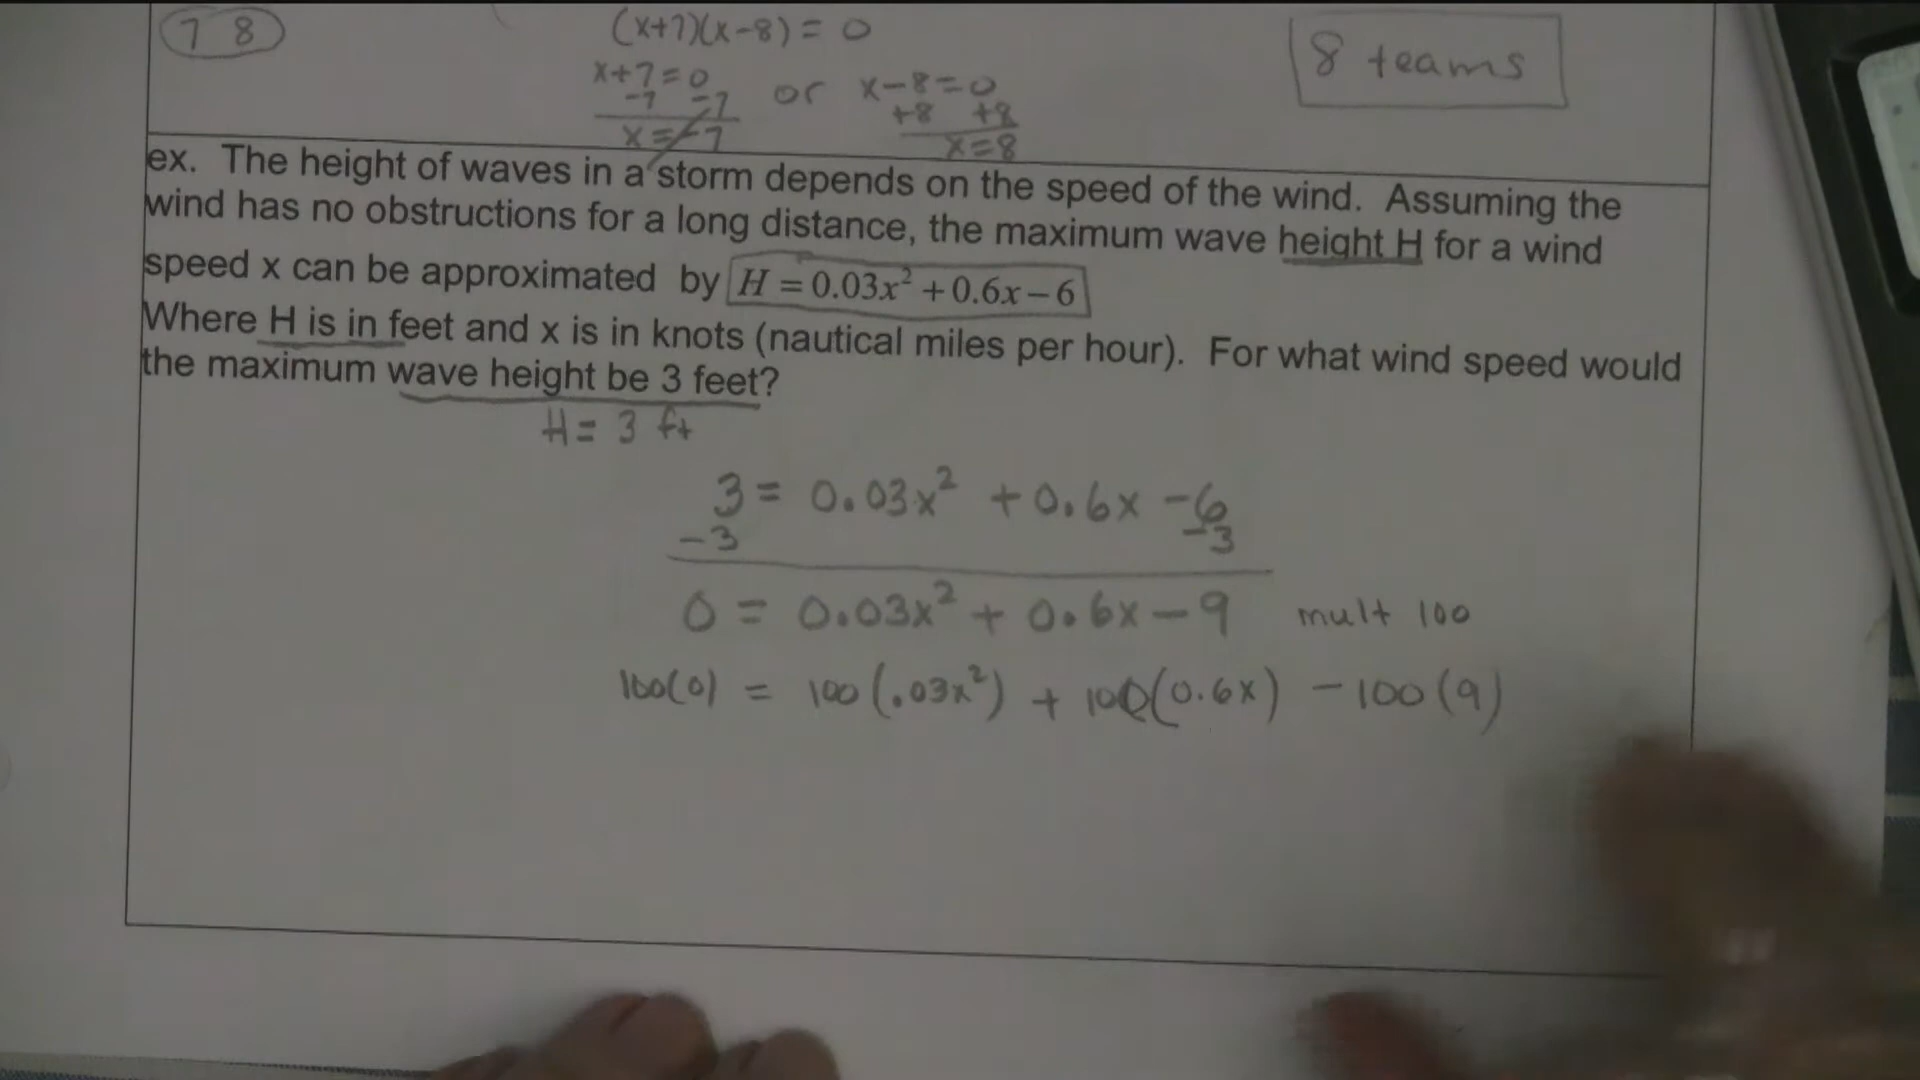 7 8
(x+7)(x-8) = 0
8 teams
x+7=0 or x-8=0
-7 -7 +8 +8
x=-7 x=8
ex. The height of waves in a storm depends on the speed of the wind. Assuming the
wind has no obstructions for a long distance, the maximum wave height H for a wind
speed x can be approximated by H = 0.03x² + 0.6x - 6
Where H is in feet and x is in knots (nautical miles per hour). For what wind speed would
the maximum wave height be 3 feet?
H = 3 ft
3 = 0.03x² + 0.6x - 6
-3 -3
0 = 0.03x² + 0.6x - 9 mult 100
100(0) = 100(.03x²) + 100(0.6x) - 100(9)